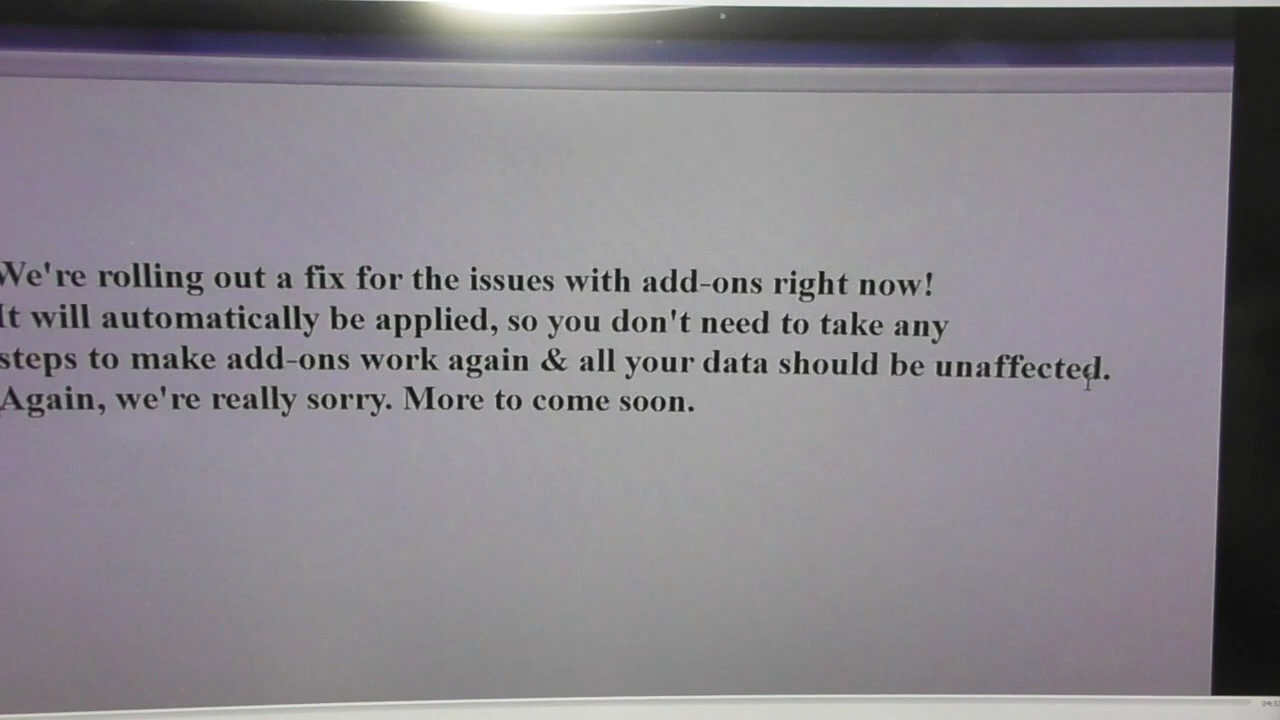 We're rolling out a fix for the issues with add-ons right now!
It will automatically be applied, so you don't need to take any
steps to make add-ons work again & all your data should be unaffected.
Again, we're really sorry. More to come soon.